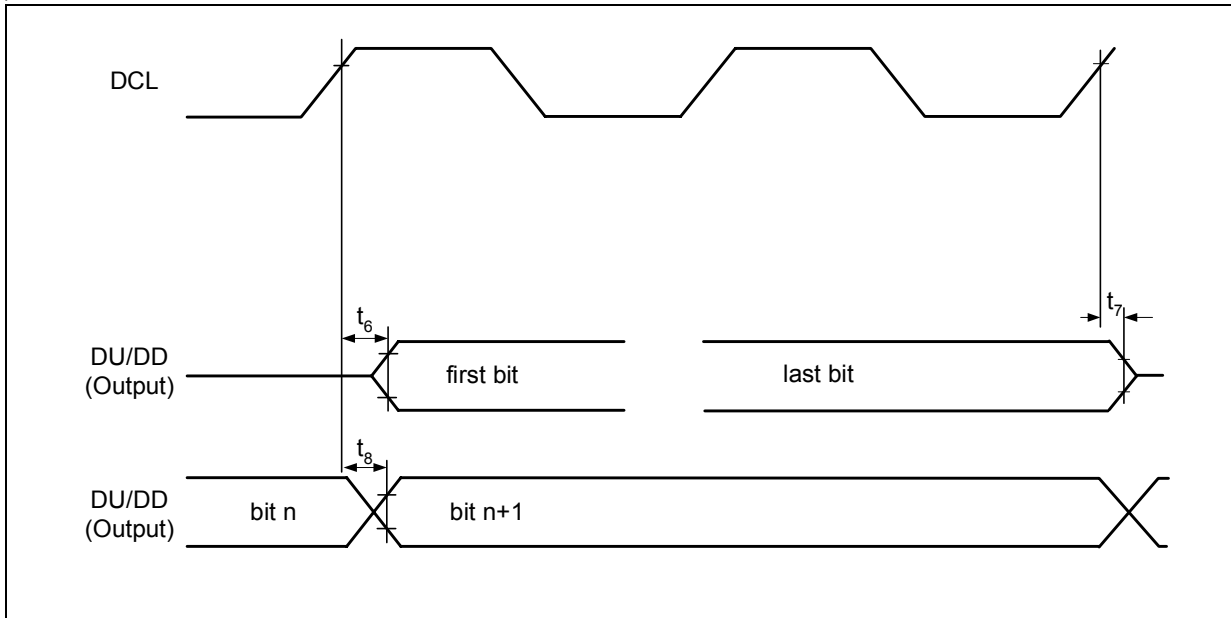 DCL
t7
t6
DU/DD
(Output)
first bit
last bit
t8
DU/DD
(Output)
bit n
bit n+1